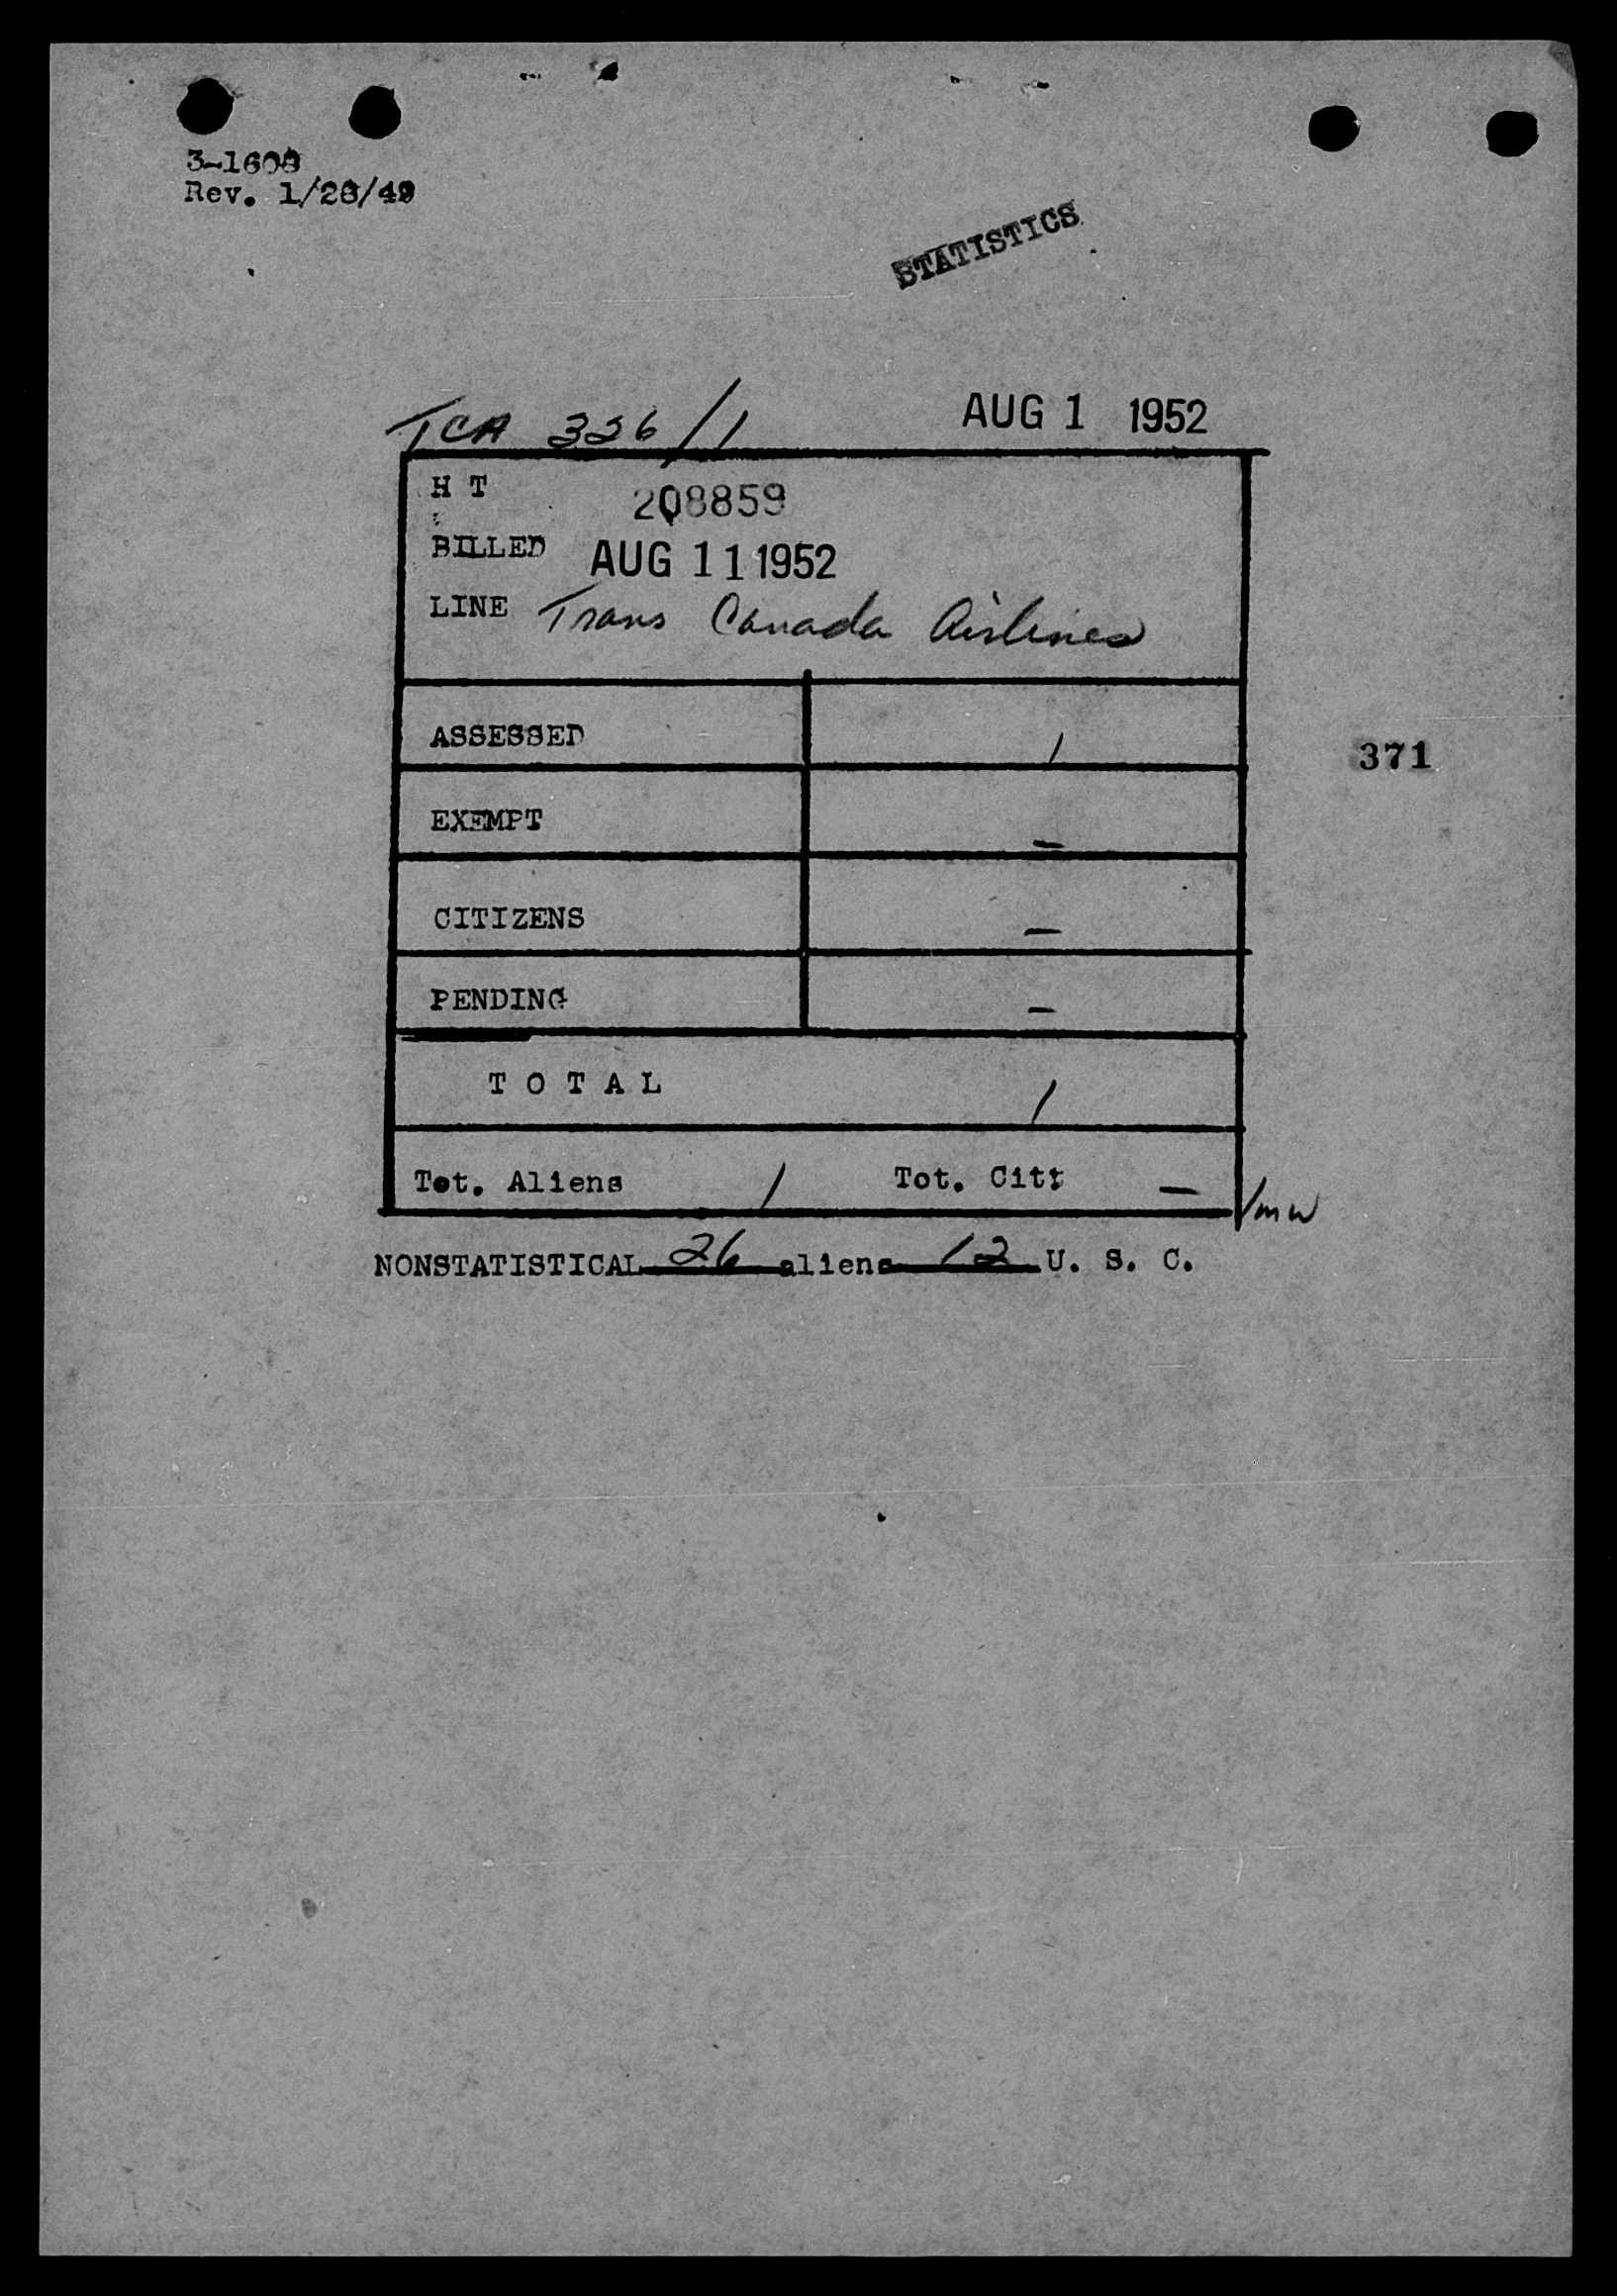 3-1608
Rev. 1/28/49
STATISTICS
TCA 336/1 AUG 1 1952
H T 208859
BILLED AUG 11 1952
LINE Trans Canada Airlines
ASSESSED 1
371
EXEMPT —
CITIZENS —
PENDING —
T O T A L 1
Tot. Aliens 1 Tot. Citz —
/mw
NONSTATISTICAL 26 aliens 12 U. S. C.